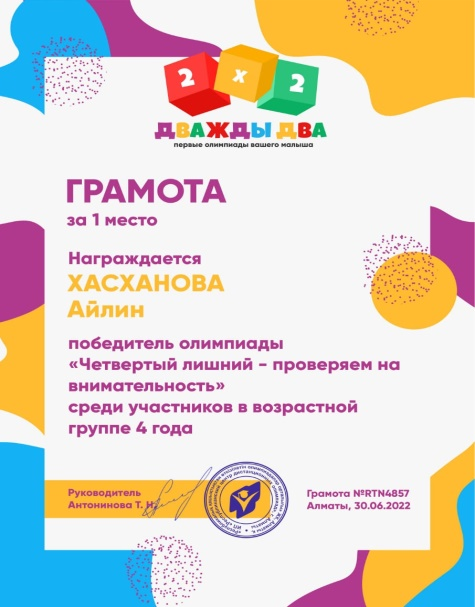 2 x 2
ДВАЖДЫ ДВА
первые олимпиады вашего малыша
ГРАМОТА
за 1 место
Награждается
ХАСХАНОВА
Айлин
победитель олимпиады
«Четвертый лишний - проверяем на
внимательность»
среди участников в возрастной
группе 4 года
Руководитель
Антонинова Т. Н.
Грамота №RTN4857
Алматы, 30.06.2022